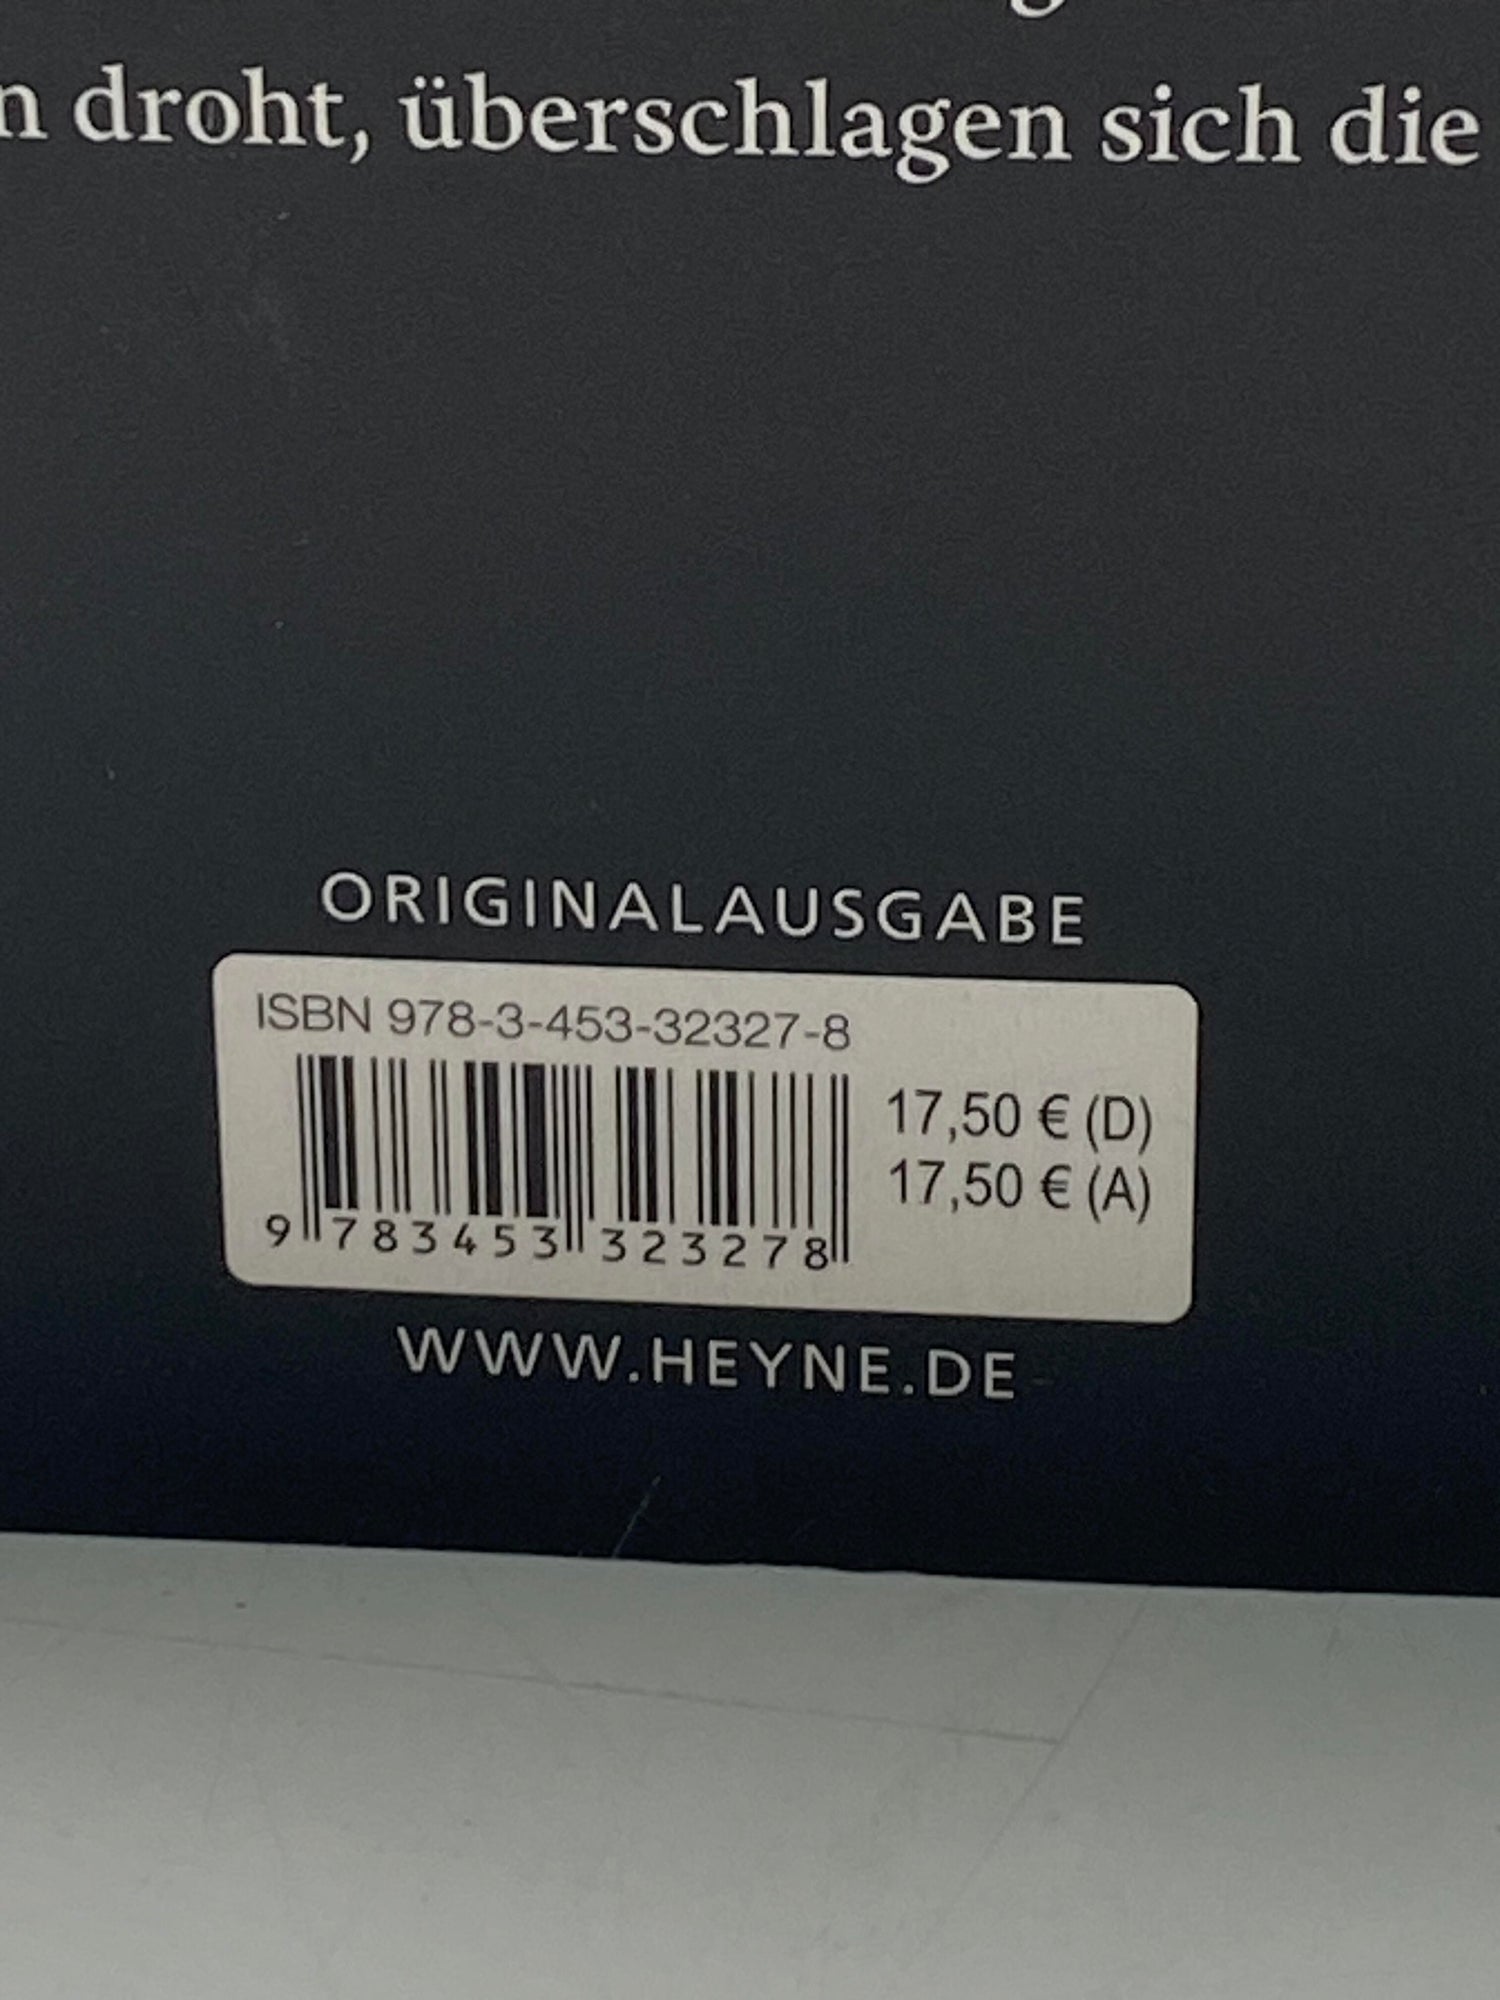 n droht, überschlagen sich die
ORIGINALAUSGABE
ISBN 978-3-453-32327-8
17,50 € (D)
17,50 € (A)
9 783453 323278
WWW.HEYNE.DE